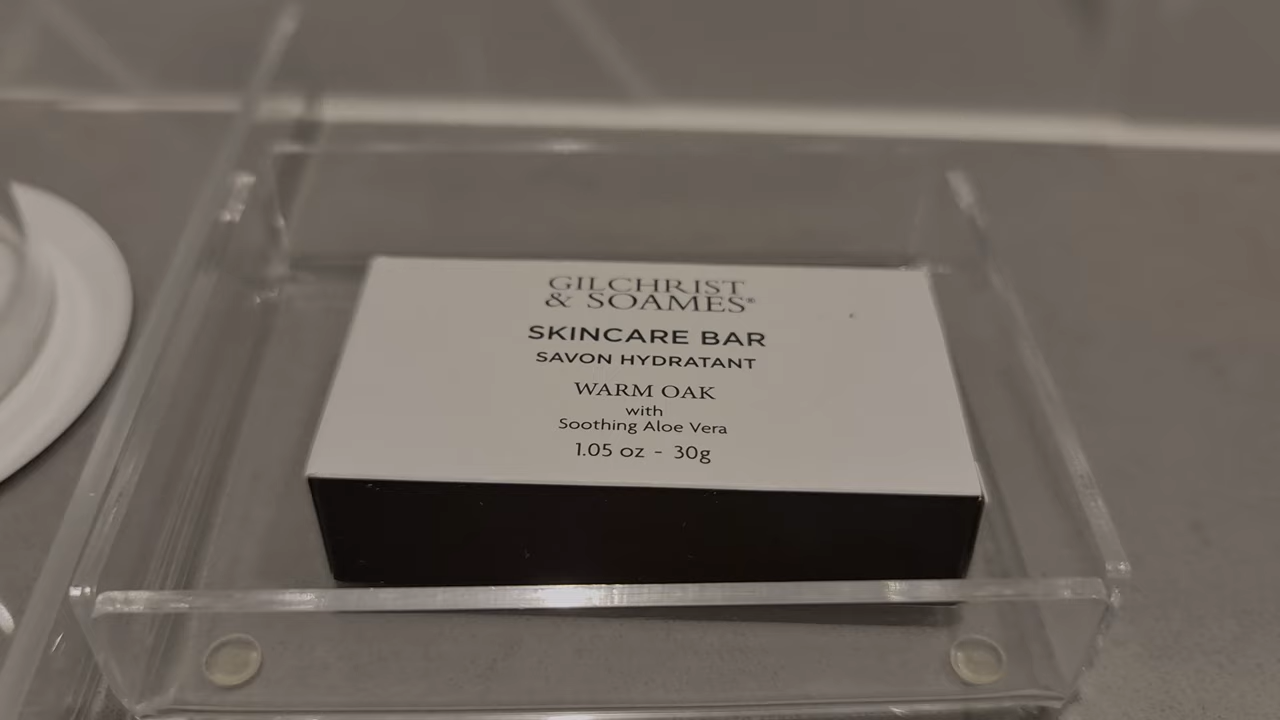 GILCHRIST
& SOAMES®
SKINCARE BAR
SAVON HYDRATANT
WARM OAK
with
Soothing Aloe Vera
1.05 oz - 30g